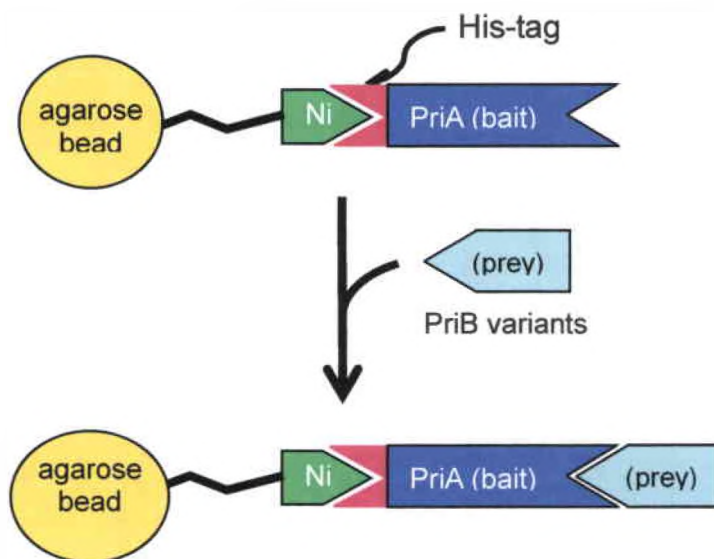 His-tag
agarose
bead
Ni
PriA (bait)
(prey)
PriB variants
agarose
bead
Ni
PriA (bait)
(prey)